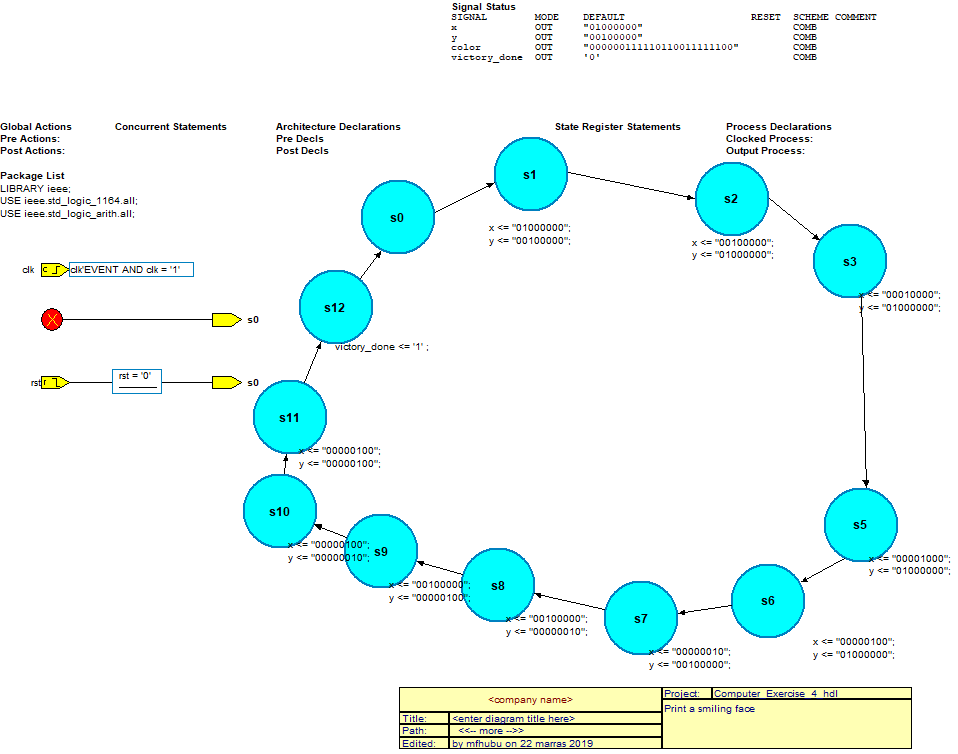 Signal Status
SIGNAL MODE DEFAULT RESET SCHEME COMMENT
x OUT "01000000" COMB
y OUT "00100000" COMB
color OUT "000000111110110011111100" COMB
victory_done OUT '0' COMB
Global Actions
Pre Actions:
Post Actions:
Concurrent Statements
Architecture Declarations
Pre Decls
Post Decls
State Register Statements
Process Declarations
Clocked Process:
Output Process:
Package List
LIBRARY ieee;
USE ieee.std_logic_1164.all;
USE ieee.std_logic_arith.all;
clk c clk'EVENT AND clk = '1'
s0
rst r rst = '0' s0
s0
s1
x <= "01000000";
y <= "00100000";
s2
x <= "00100000";
y <= "01000000";
s3
x <= "00010000";
y <= "01000000";
s5
x <= "00001000";
y <= "01000000";
s6
x <= "00000100";
y <= "01000000";
s7
x <= "00000010";
y <= "00100000";
s8
x <= "00100000";
y <= "00000010";
s9
x <= "00100000";
y <= "00000100";
s10
x <= "00000100";
y <= "00000010";
s11
x <= "00000100";
y <= "00000100";
s12
victory_done <= '1' ;
<company name>
Title: <enter diagram title here>
Path: <<-- more -->>
Edited: by mfhubu on 22 marras 2019
Project: Computer_Exercise_4_hdl
Print a smiling face